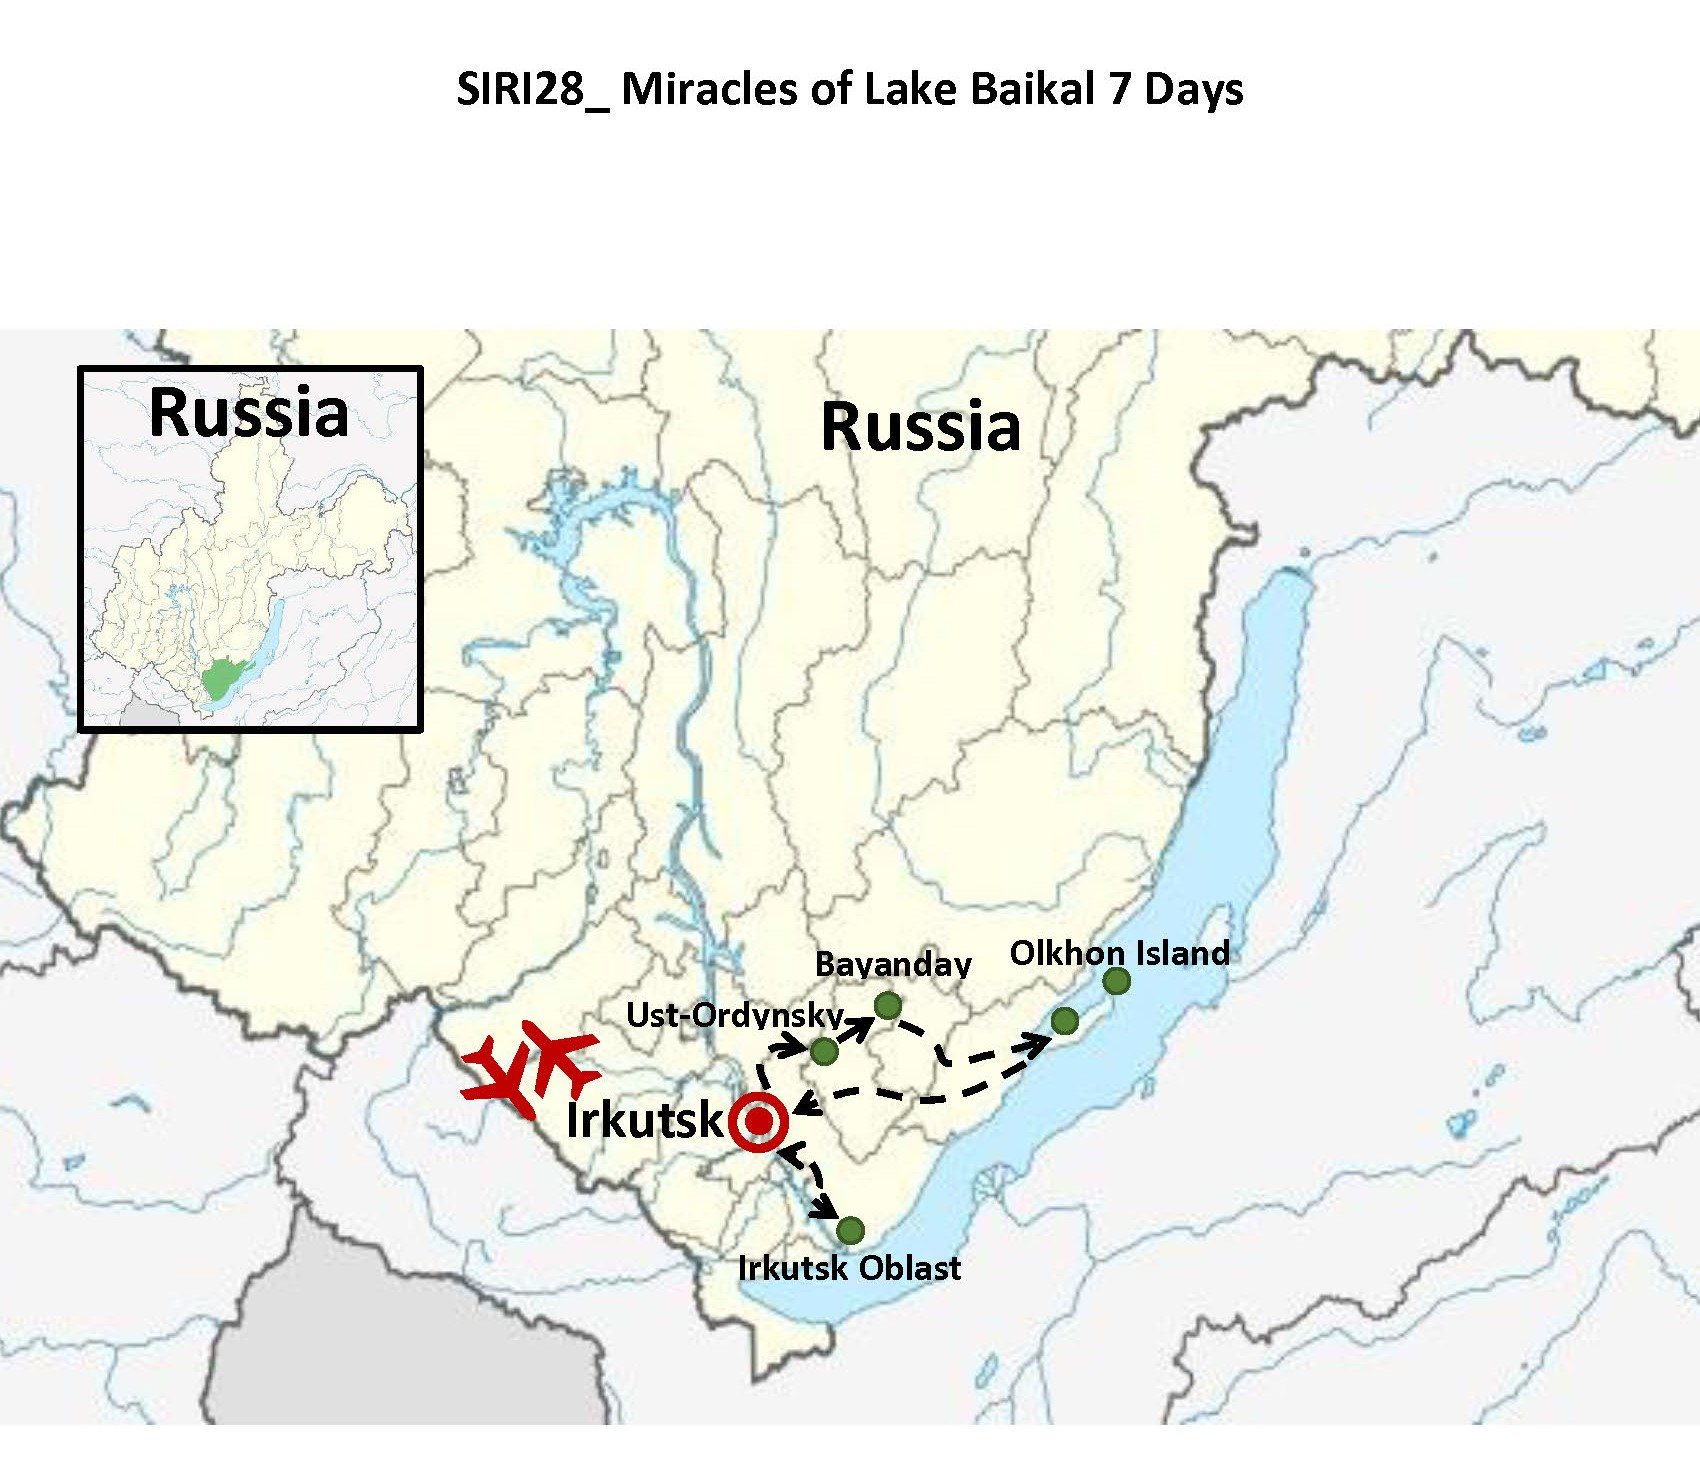 SIRI28_ Miracles of Lake Baikal 7 Days
Russia
Russia
Bayanday
Olkhon Island
Ust-Ordynsky
Irkutsk
Irkutsk Oblast